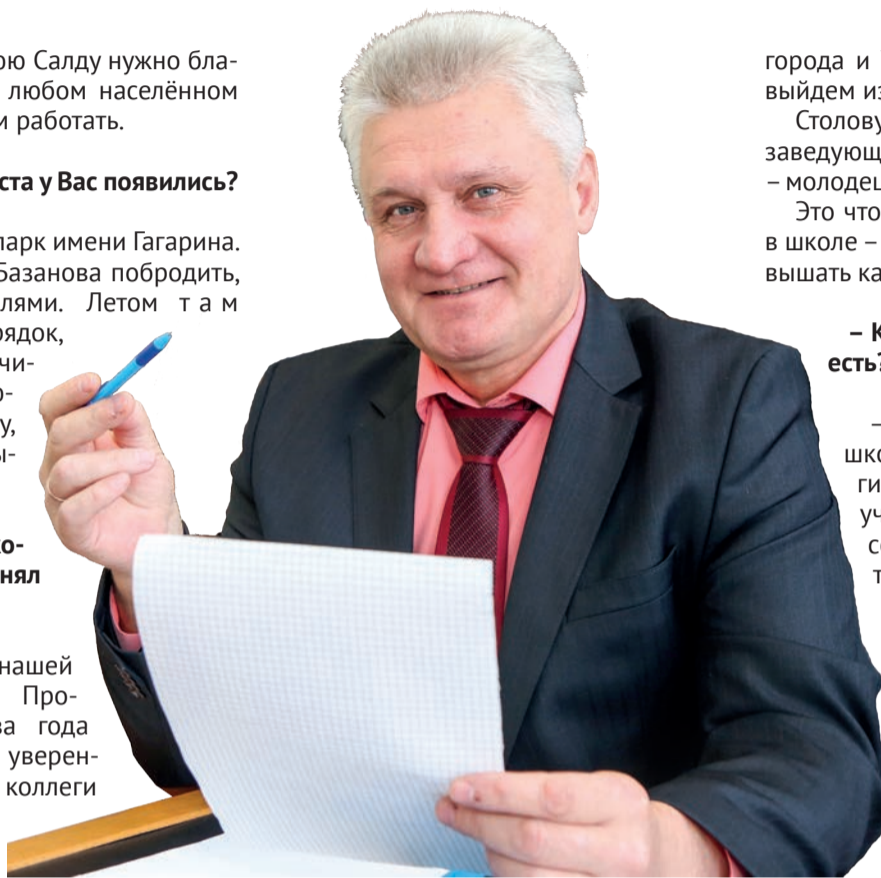 ою Салду нужно бла-
любом населённом
и работать.
ста у Вас появились?
парк имени Гагарина.
Базанова побродить,
лями. Летом там
рядок,
чи-
о-
у,
ы-
ко-
нял
нашей
Про-
ва года
уверен-
коллеги
города и
выйдем из
Столову
заведующ
– молодец
Это что
в школе –
вышать ка
– К
есть?
–
шко
ги
уч
се
т